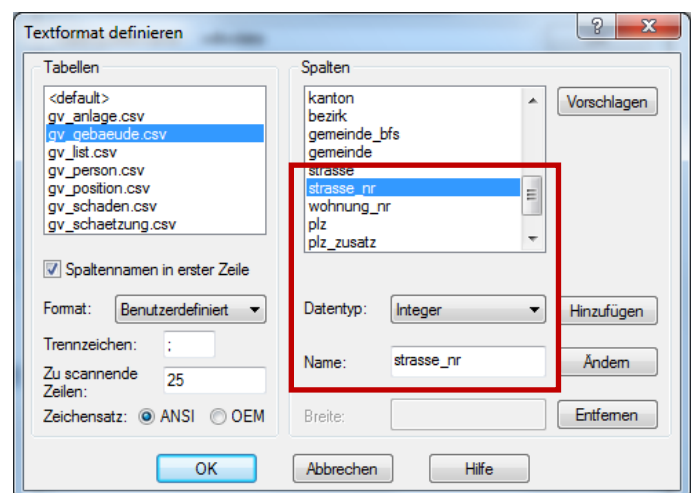 Textformat definieren
Tabellen
<default>
gv_anlage.csv
gv_gebaeude.csv
gv_list.csv
gv_person.csv
gv_position.csv
gv_schaden.csv
gv_schaetzung.csv
Spaltennamen in erster Zeile
Format: Benutzerdefiniert
Trennzeichen: ;
Zu scannende Zeilen: 25
Zeichensatz: ANSI OEM
Spalten
kanton
bezirk
gemeinde_bfs
gemeinde
strasse
strasse_nr
wohnung_nr
plz
plz_zusatz
Vorschlagen
Datentyp: Integer
Hinzufügen
Name: strasse_nr
Ändern
Breite:
Entfernen
OK
Abbrechen
Hilfe